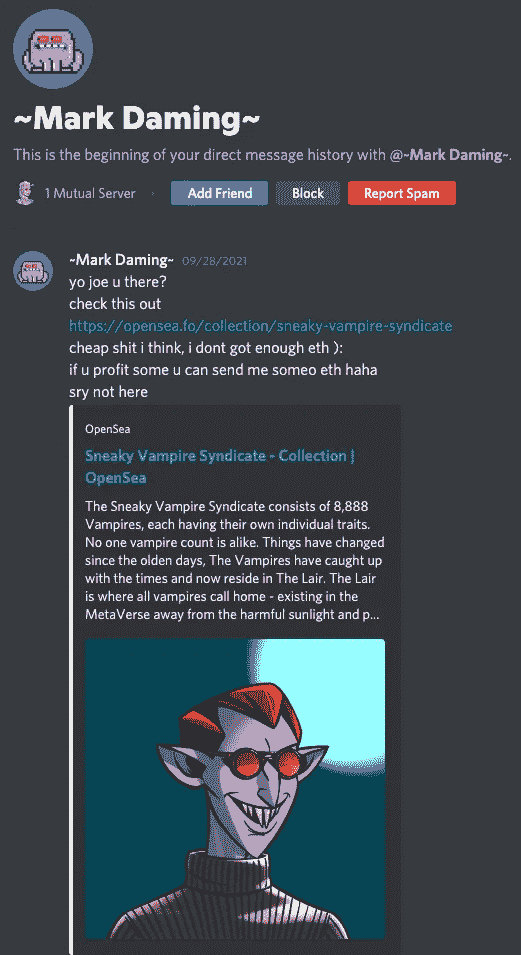 ~Mark Daming~
This is the beginning of your direct message history with @~Mark Daming~.
1 Mutual Server
Add Friend
Block
Report Spam
~Mark Daming~ 09/28/2021
yo joe u there?
check this out
https://opensea.fo/collection/sneaky-vampire-syndicate
cheap shit i think, i dont got enough eth ):
if u profit some u can send me someo eth haha
sry not here
OpenSea
Sneaky Vampire Syndicate - Collection |
OpenSea
The Sneaky Vampire Syndicate consists of 8,888
Vampires, each having their own individual traits.
No one vampire count is alike. Things have changed
since the olden days, The Vampires have caught up
with the times and now reside in The Lair. The Lair
is where all vampires call home - existing in the
MetaVerse away from the harmful sunlight and p...